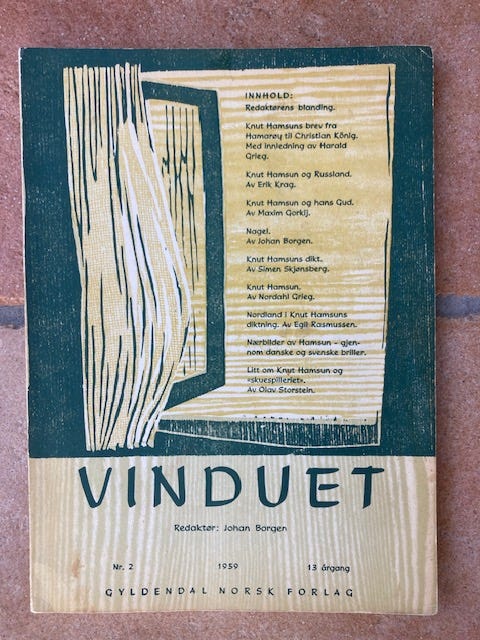 INNHOLD:
Redaktørens blanding.
Knut Hamsuns brev fra
Hamarøy til Christian König.
Med innledning av Harald
Grieg.
Knut Hamsun og Russland.
Av Erik Krag.
Knut Hamsun og hans Gud.
Av Maxim Gorkij.
Nagel.
Av Johan Borgen.
Knut Hamsuns dikt.
Av Simen Skjønsberg.
Knut Hamsun.
Av Nordahl Grieg.
Nordland i Knut Hamsuns
diktning. Av Egil Rasmussen.
Nærbilder av Hamsun - gjen-
nom danske og svenske briller.
Litt om Knut Hamsun og
«skuespilleriet».
Av Olav Storstein.
VINDUET
Redaktør: Johan Borgen
Nr. 2 1959 13 årgang
GYLDENDAL NORSK FORLAG